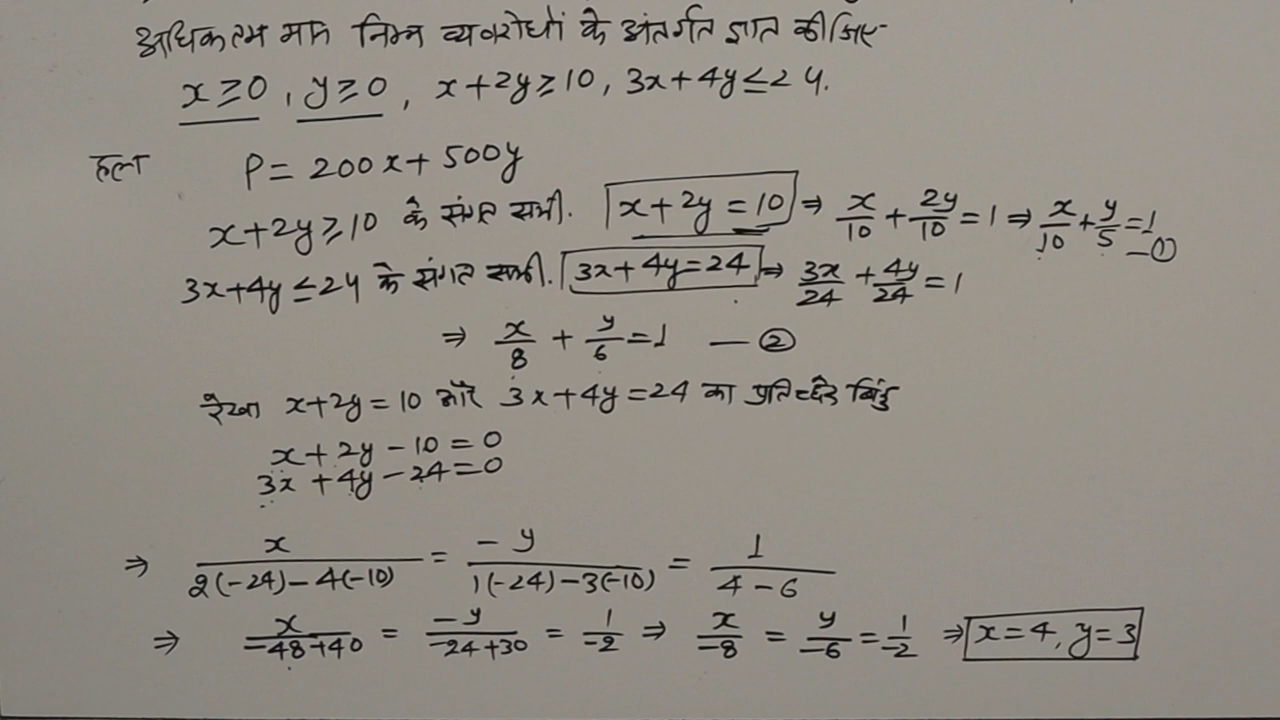 अधिकतम मान निम्न व्यवरोधों के अंतर्गत ज्ञात कीजिए-
x ≥ 0, y ≥ 0, x + 2y ≥ 10, 3x + 4y ≤ 24.
हल P = 200x + 500y
x + 2y ≥ 10 के संगत समी. x + 2y = 10 ⇒ x/10 + 2y/10 = 1 ⇒ x/10 + y/5 = 1 —①
3x + 4y ≤ 24 के संगत समी. 3x + 4y = 24 ⇒ 3x/24 + 4y/24 = 1
⇒ x/8 + y/6 = 1 —②
रेखा x + 2y = 10 और 3x + 4y = 24 का प्रतिच्छेद बिंदु
x + 2y - 10 = 0
3x + 4y - 24 = 0
⇒ x/(2(-24) - 4(-10)) = -y/(1(-24) - 3(-10)) = 1/(4 - 6)
⇒ x/(-48 + 40) = -y/(-24 + 30) = 1/-2 ⇒ x/-8 = y/-6 = 1/-2 ⇒ x = 4, y = 3